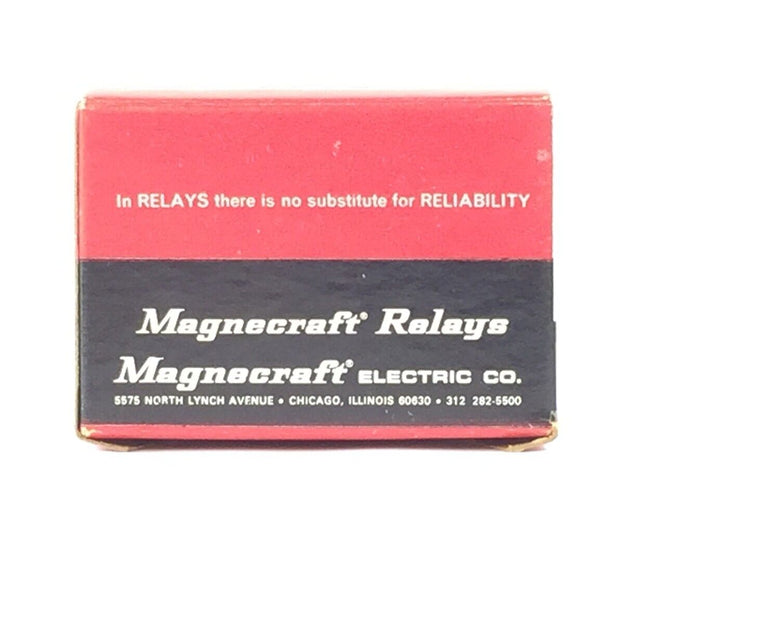 In RELAYS there is no substitute for RELIABILITY
Magnecraft® Relays
Magnecraft® ELECTRIC CO.
5575 NORTH LYNCH AVENUE • CHICAGO, ILLINOIS 60630 • 312 282-5500